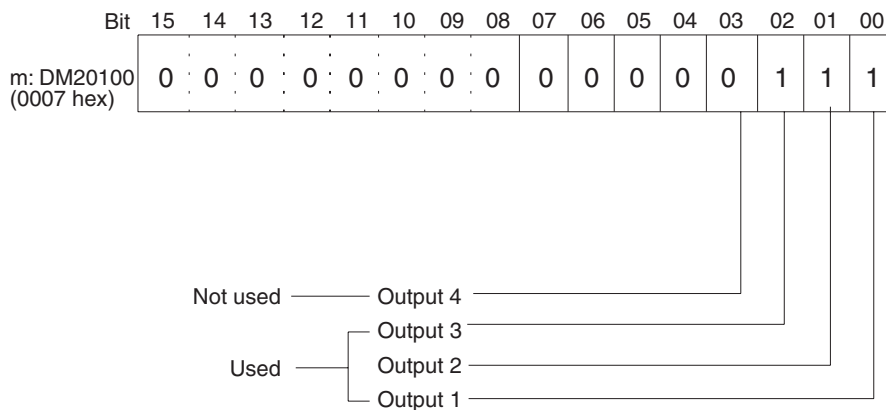 Bit 15 14 13 12 11 10 09 08 07 06 05 04 03 02 01 00
m: DM20100 0 0 0 0 0 0 0 0 0 0 0 0 0 1 1 1
(0007 hex)
Not used Output 4
Output 3
Used Output 2
Output 1